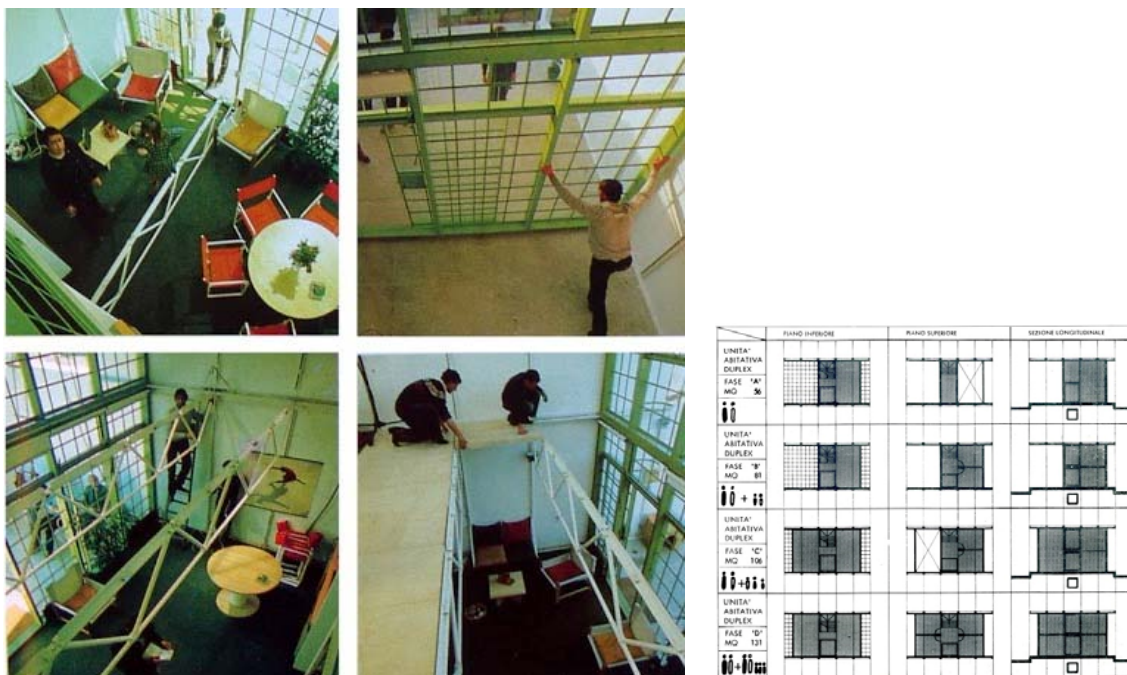 PIANO INFERIORE
PIANO SUPERIORE
SEZIONE LONGITUDINALE
UNITA'
ABITATIVA
DUPLEX
FASE "A"
MQ 56
UNITA'
ABITATIVA
DUPLEX
FASE "B"
MQ 61
+
UNITA'
ABITATIVA
DUPLEX
FASE "C"
MQ 106
+
UNITA'
ABITATIVA
DUPLEX
FASE "D"
MQ 131
+